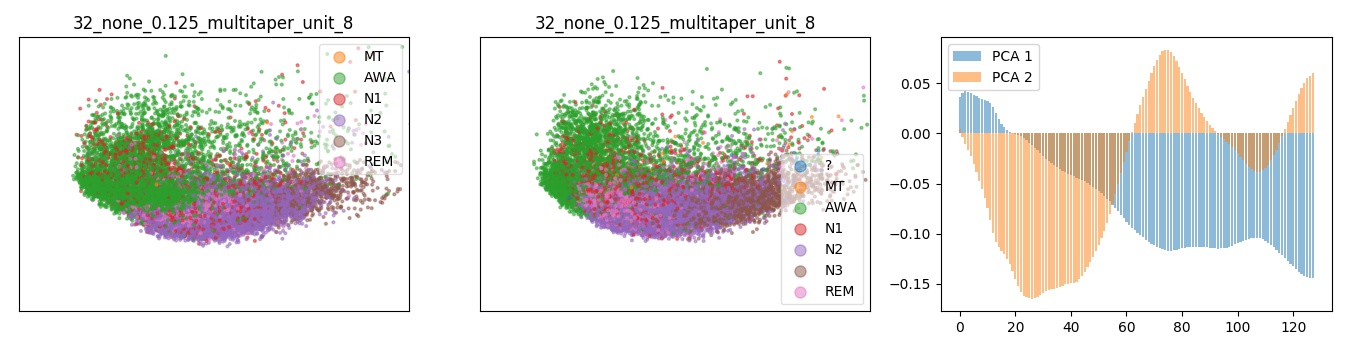 32_none_0.125_multitaper_unit_8
MT
AWA
N1
N2
N3
REM
32_none_0.125_multitaper_unit_8
?
MT
AWA
N1
N2
N3
REM
PCA 1
PCA 2
0.05
0.00
−0.05
−0.10
−0.15
0 20 40 60 80 100 120